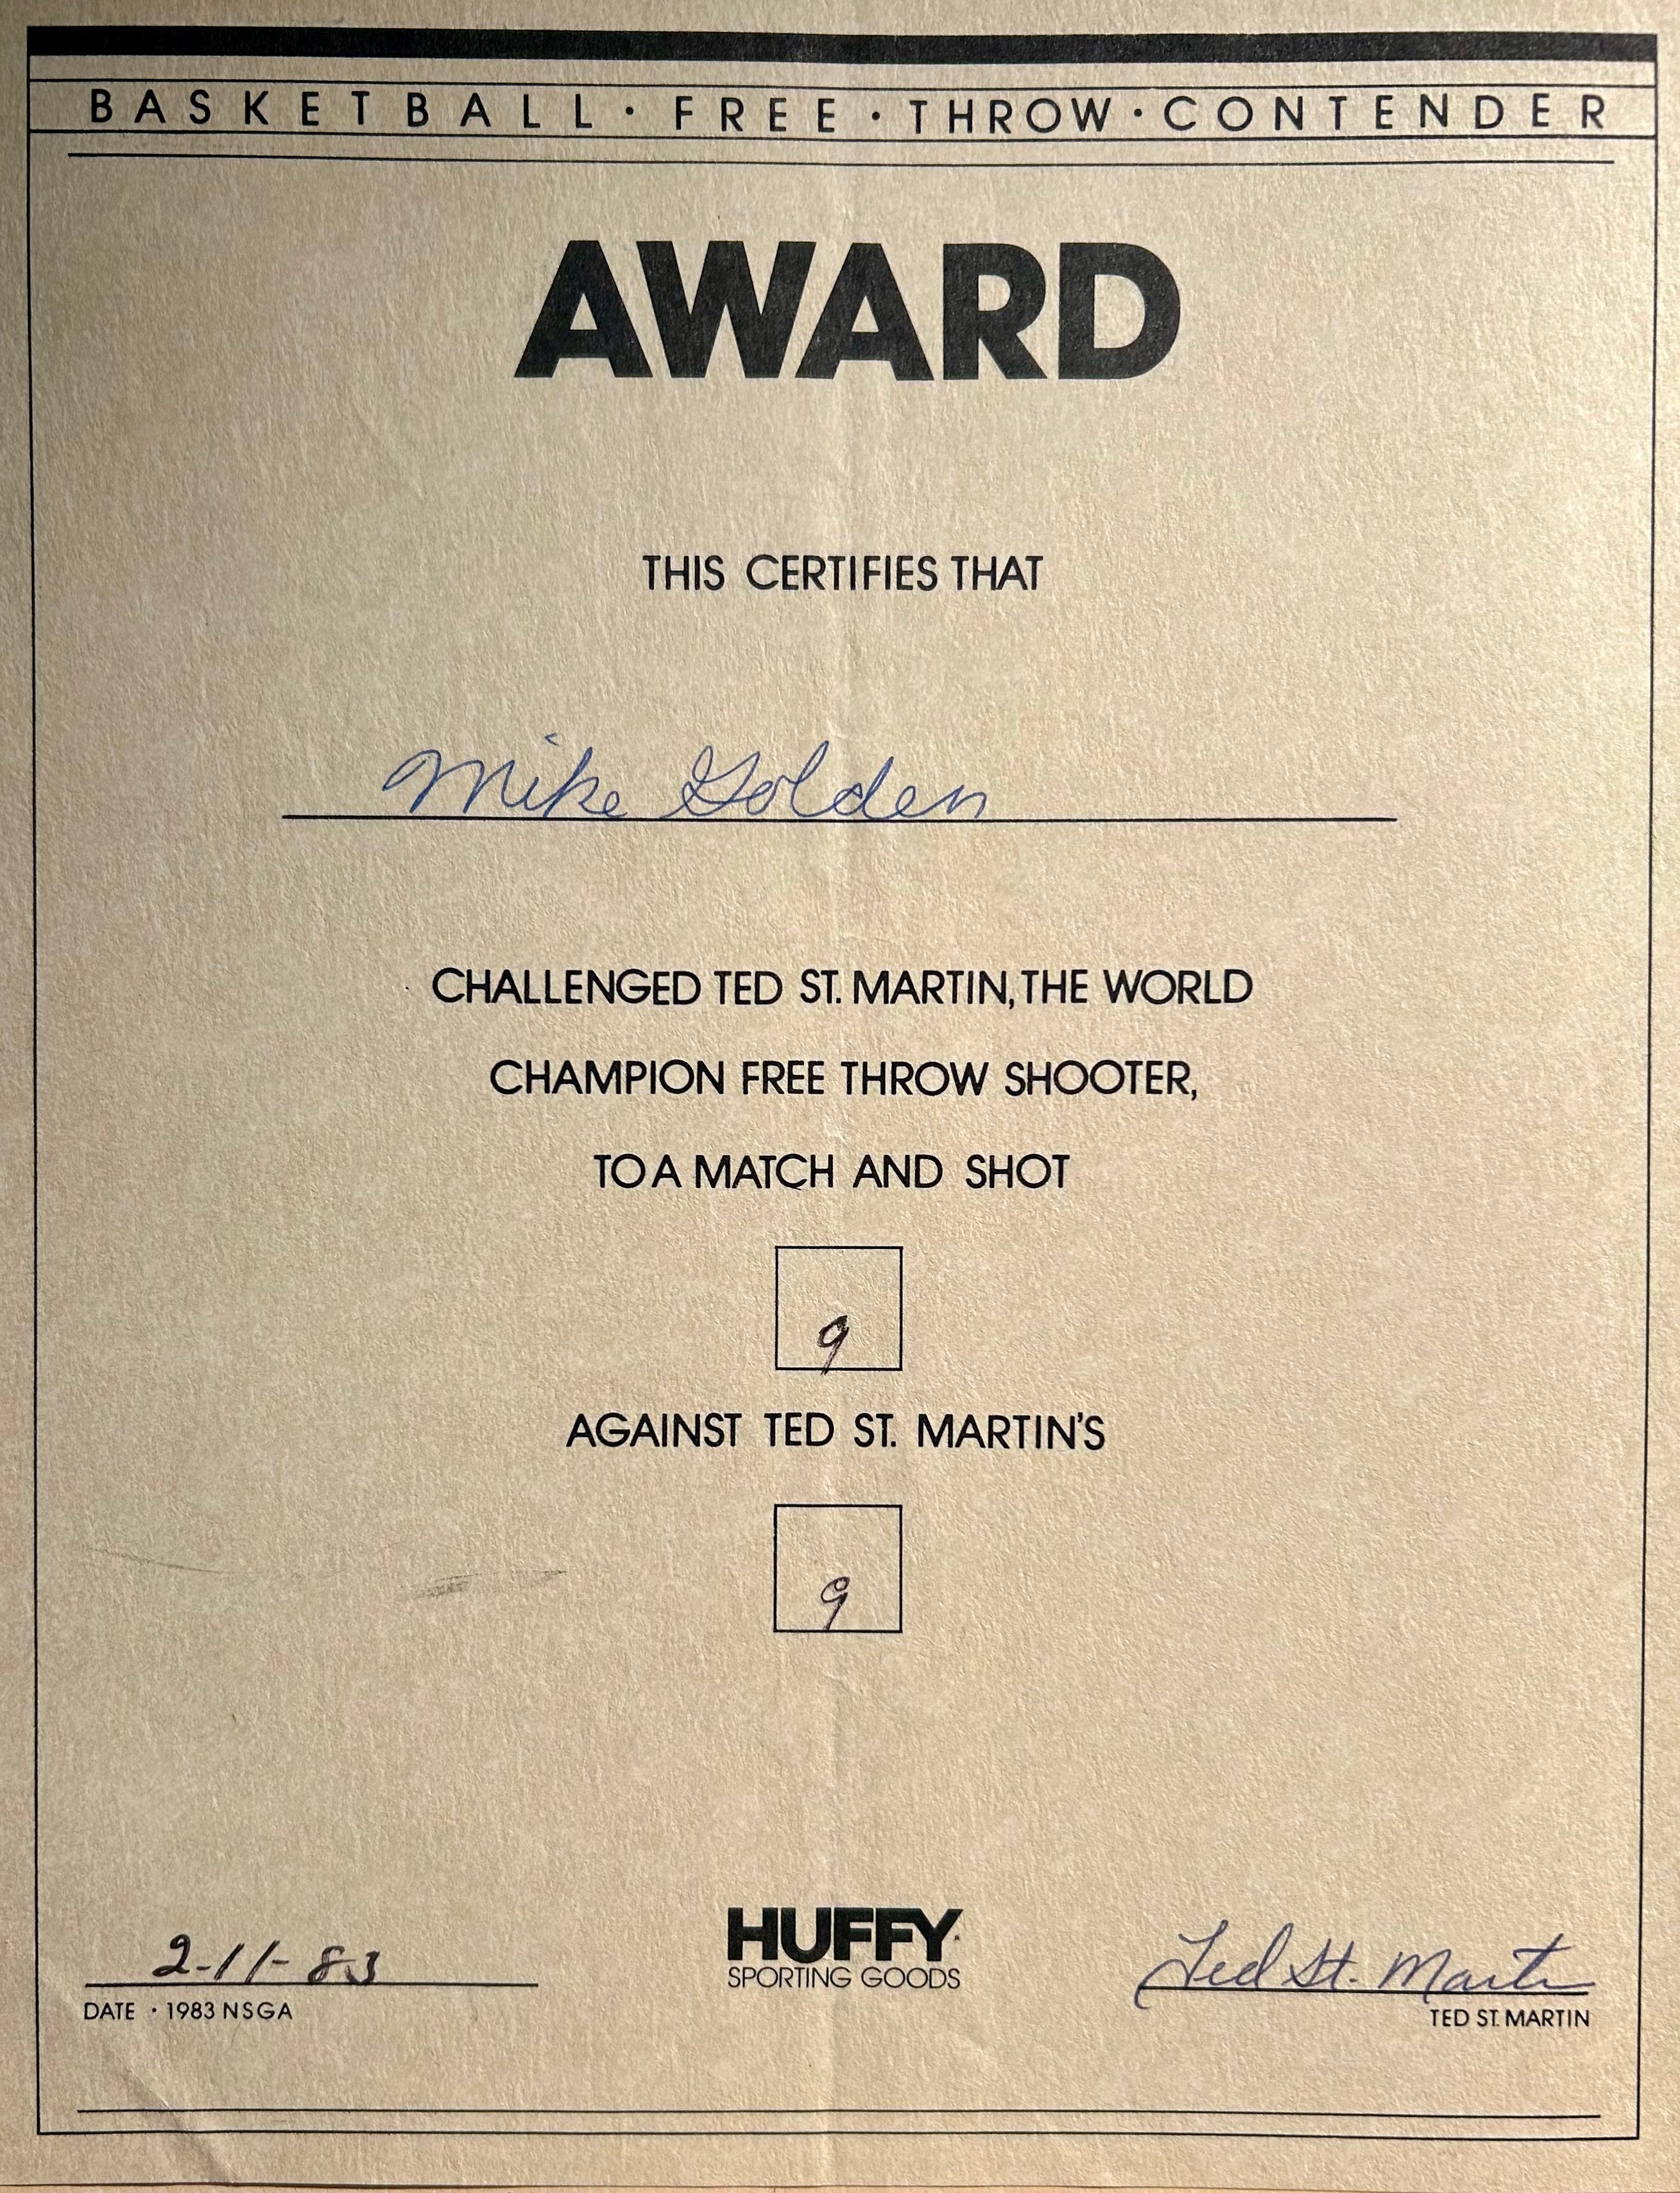 BASKETBALL · FREE · THROW · CONTENDER
AWARD
THIS CERTIFIES THAT
Mike Golden
CHALLENGED TED ST. MARTIN, THE WORLD
CHAMPION FREE THROW SHOOTER,
TO A MATCH AND SHOT
9
AGAINST TED ST. MARTIN'S
9
2-11-83
DATE · 1983 NSGA
HUFFY
SPORTING GOODS
Ted St. Martin
TED ST. MARTIN